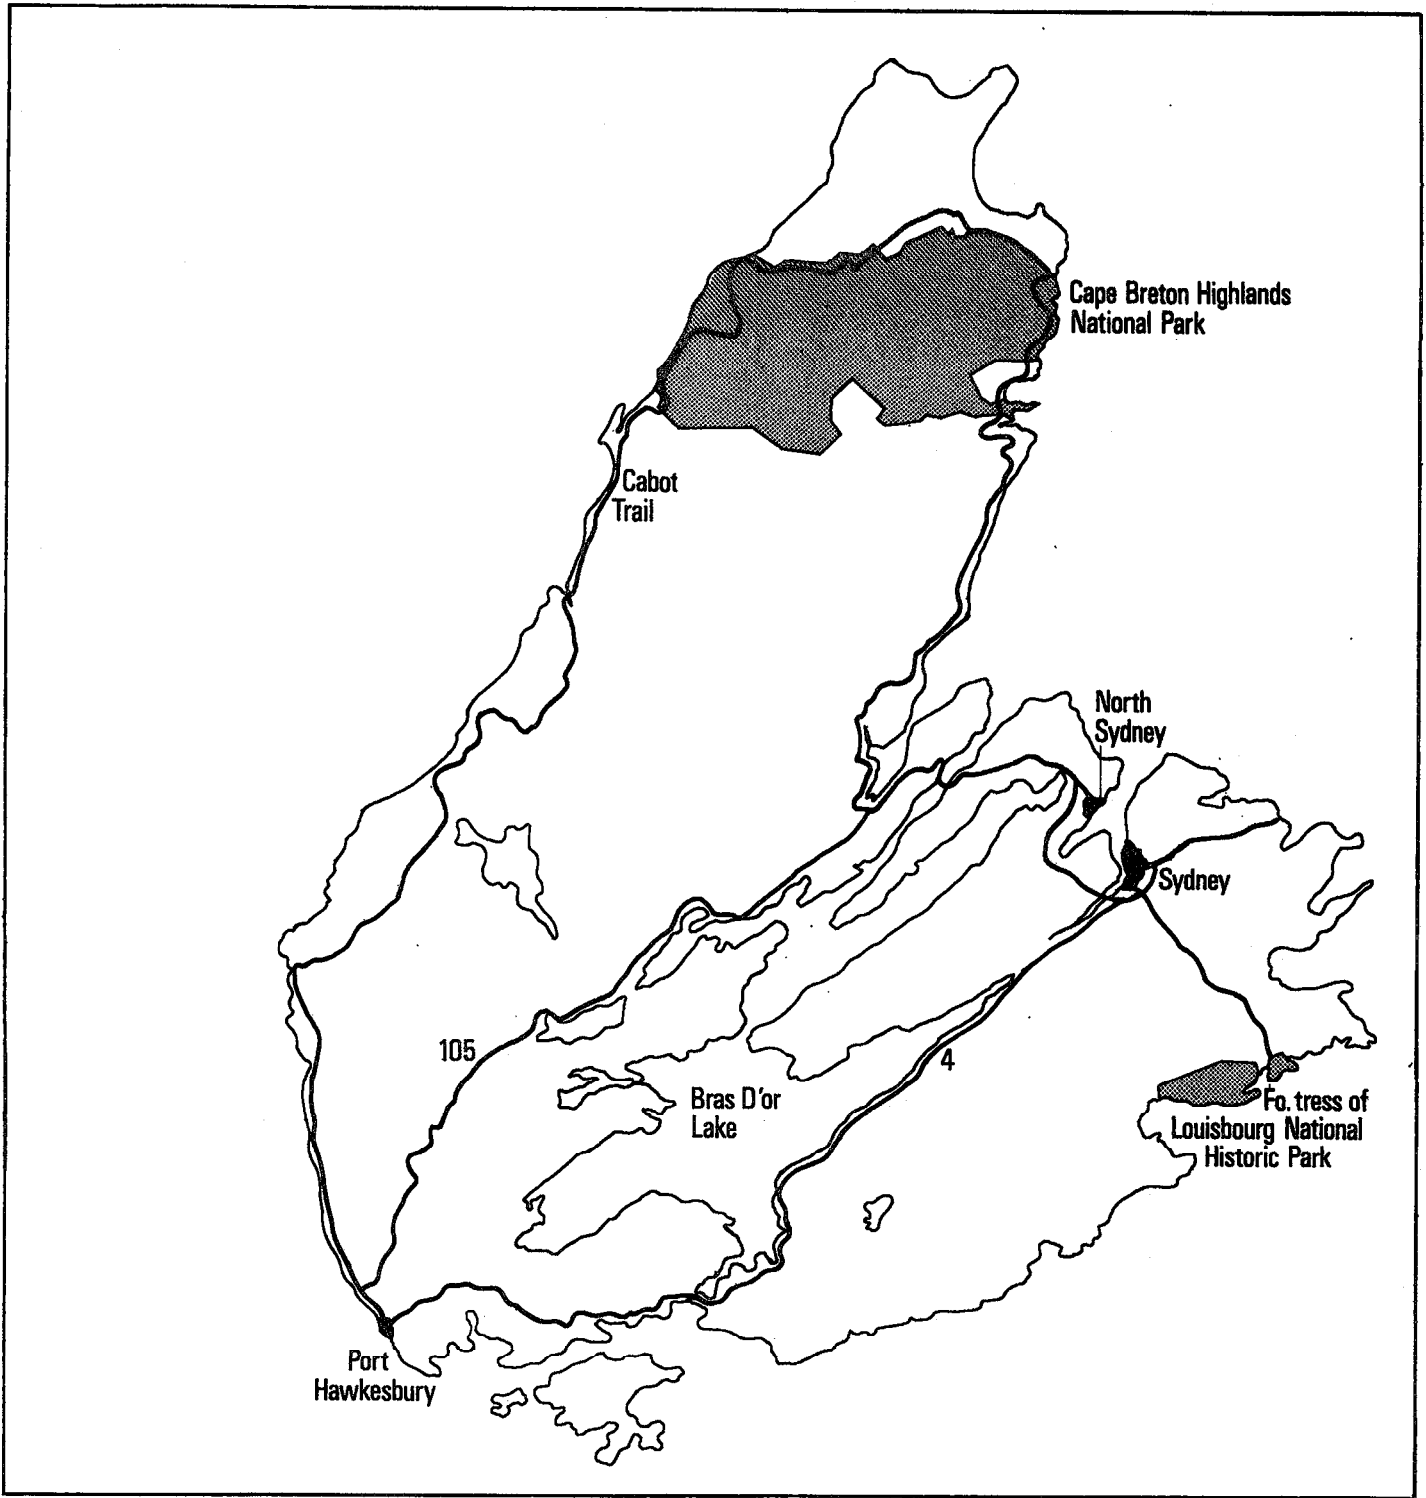 Cape Breton Highlands
National Park
Cabot
Trail
North
Sydney
Sydney
105
4
Bras D'or
Lake
Fo.tress of
Louisbourg National
Historic Park
Port
Hawkesbury